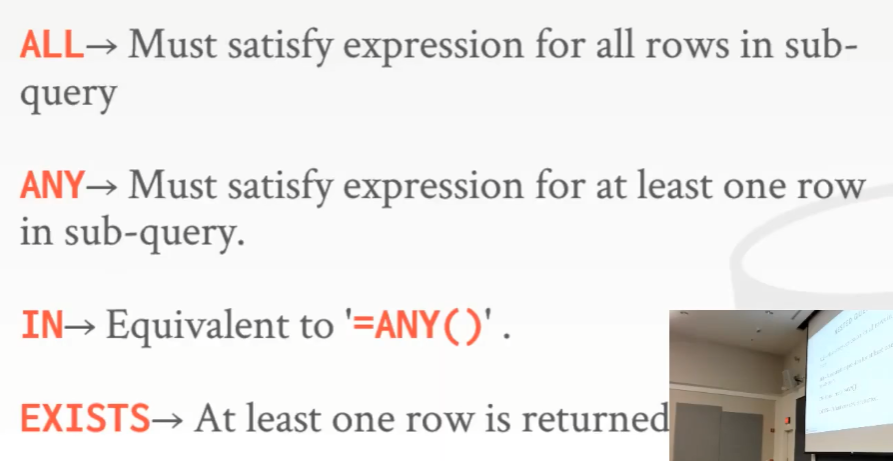 ALL→ Must satisfy expression for all rows in sub-
query
ANY→ Must satisfy expression for at least one row
in sub-query.
IN→ Equivalent to '=ANY()' .
EXISTS→ At least one row is returned